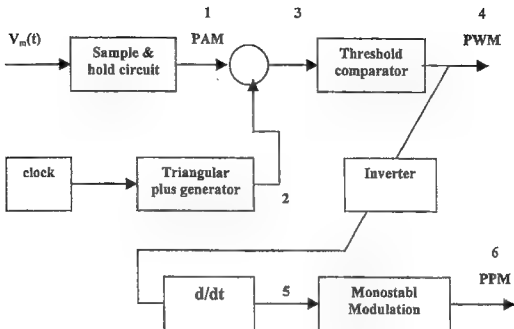 1
3
4
Vm(t)
Sample &
hold circuit
PAM
Threshold
comparator
PWM
clock
Triangular
plus generator
2
Inverter
6
PPM
d/dt
5
Monostabl
Modulation